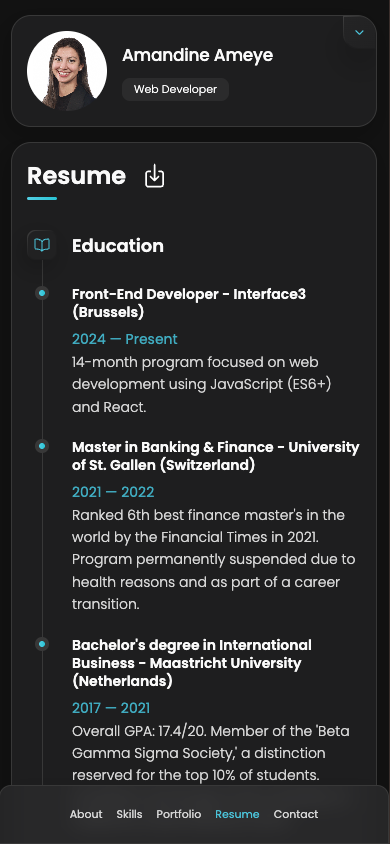 Amandine Ameye
Web Developer
Resume
Education
Front-End Developer - Interface3
(Brussels)
2024 — Present
14-month program focused on web
development using JavaScript (ES6+)
and React.
Master in Banking & Finance - University
of St. Gallen (Switzerland)
2021 — 2022
Ranked 6th best finance master's in the
world by the Financial Times in 2021.
Program permanently suspended due to
health reasons and as part of a career
transition.
Bachelor's degree in International
Business - Maastricht University
(Netherlands)
2017 — 2021
Overall GPA: 17.4/20. Member of the 'Beta
Gamma Sigma Society,' a distinction
reserved for the top 10% of students.
About Skills Portfolio Resume Contact